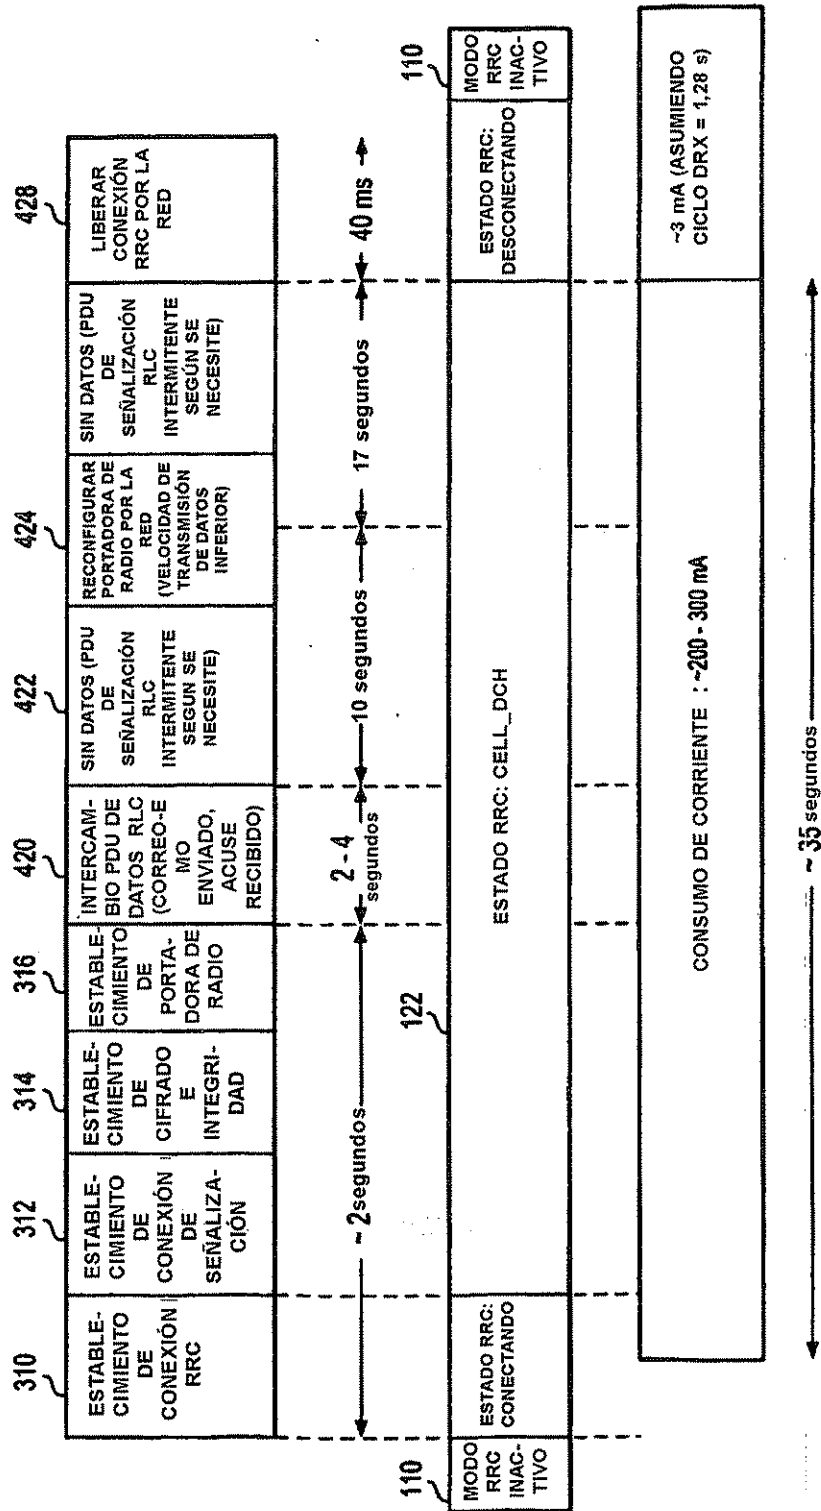 310
312
314
316
420
422
424
428
ESTABLE-
CIMIENTO
DE
CONEXIÓN
RRC
ESTABLE-
CIMIENTO
DE
CONEXIÓN
DE
SEÑALIZA-
CIÓN
ESTABLE-
CIMIENTO
DE
CIFRADO
E
INTEGRI-
DAD
ESTABLE-
CIMIENTO
DE
PORTA-
DORA DE
RADIO
INTERCAM-
BIO PDU DE
DATOS RLC
(CORREO-E
MO
ENVIADO,
ACUSE
RECIBIDO)
SIN DATOS (PDU
DE
SEÑALIZACIÓN
RLC
INTERMITENTE
SEGUN SE
NECESITE)
RECONFIGURAR
PORTADORA DE
RADIO POR LA
RED
(VELOCIDAD DE
TRANSMISIÓN
DE DATOS
INFERIOR)
SIN DATOS (PDU
DE
SEÑALIZACIÓN
RLC
INTERMITENTE
SEGÚN SE
NECESITE)
LIBERAR
CONEXIÓN
RRC POR LA
RED
~ 2 segundos
2 - 4
segundos
10 segundos
17 segundos
40 ms
110
122
110
MODO
RRC
INAC-
TIVO
ESTADO RRC:
CONECTANDO
ESTADO RRC: CELL_DCH
ESTADO RRC:
DESCONECTANDO
MODO
RRC
INAC-
TIVO
CONSUMO DE CORRIENTE : ~200 - 300 mA
~3 mA (ASUMIENDO
CICLO DRX = 1,28 s)
~ 35 segundos